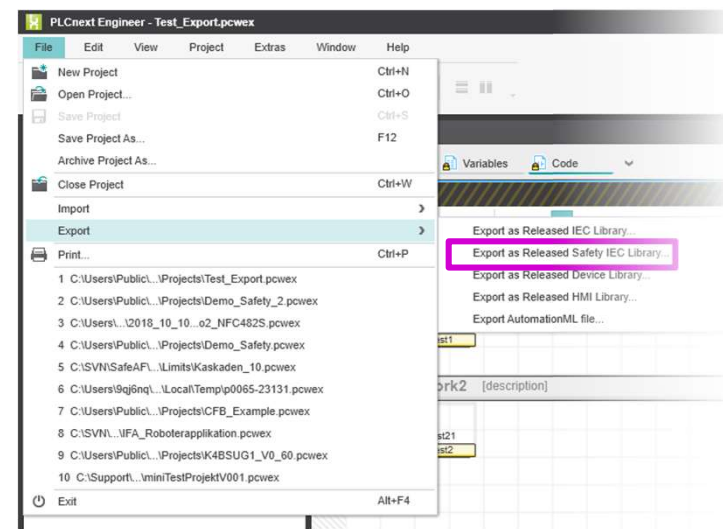 PLCnext Engineer - Test_Export.pcwex
File Edit View Project Extras Window Help
New Project Ctrl+N
Open Project... Ctrl+O
Save Project Ctrl+S
Save Project As... F12
Archive Project As...
Variables Code
Close Project Ctrl+W
Import
Export
Export as Released IEC Library...
Export as Released Safety IEC Library...
Export as Released Device Library...
Export as Released HMI Library...
Export AutomationML file...
Print... Ctrl+P
1 C:\Users\Public\...\Projects\Test_Export.pcwex
2 C:\Users\Public\...\Projects\Demo_Safety_2.pcwex
3 C:\Users\...\2018_10_10...o2_NFC482S.pcwex
4 C:\Users\Public\...\Projects\Demo_Safety.pcwex
est1
5 C:\SVN\SafeAF\...\Limits\Kaskaden_10.pcwex
6 C:\Users\9qj6nq\...\Local\Temp\p0065-23131.pcwex
ork2 [description]
7 C:\Users\Public\...\Projects\CFB_Example.pcwex
8 C:\SVN\...\IFA_Roboterapplikation.pcwex
st21
9 C:\Users\Public\...\Projects\K4BSUG1_V0_60.pcwex
est2
10 C:\Support\...\miniTestProjektV001.pcwex
Exit Alt+F4